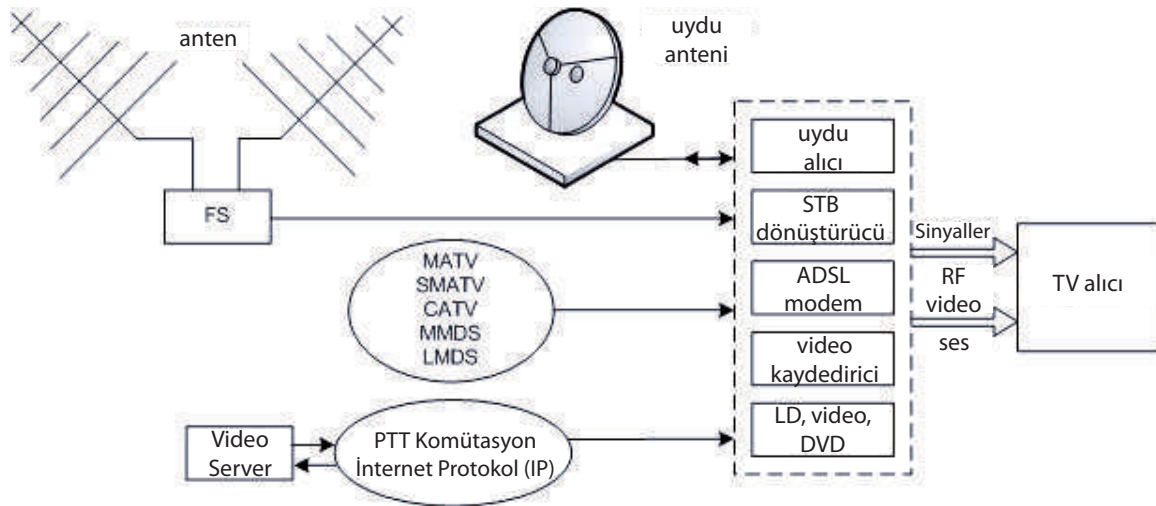 anten
uydu
anteni
FS
MATV
SMATV
CATV
MMDS
LMDS
Video
Server
PTT Komütasyon
İnternet Protokol (IP)
uydu
alıcı
STB
dönüştürücü
ADSL
modem
video
kaydedirici
LD, video,
DVD
Sinyaller
RF
video
ses
TV alıcı